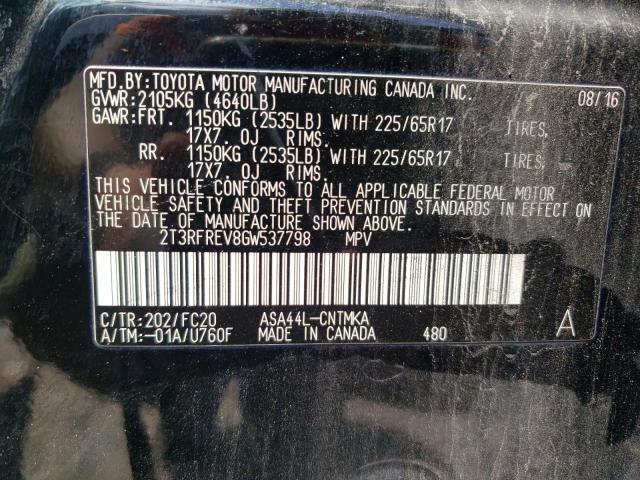 MFD.BY:TOYOTA MOTOR MANUFACTURING CANADA INC. 08/16
GVWR:2105KG (4640LB)
GAWR:FRT. 1150KG (2535LB) WITH 225/65R17 TIRES,
17X7.0J RIMS.
RR. 1150KG (2535LB) WITH 225/65R17 TIRES,
17X7.0J RIMS.
THIS VEHICLE CONFORMS TO ALL APPLICABLE FEDERAL MOTOR
VEHICLE SAFETY AND THEFT PREVENTION STANDARDS IN EFFECT ON
THE DATE OF MANUFACTURE SHOWN ABOVE.
2T3RFREV8GW537798 MPV
C/TR:202/FC20 ASA44L-CNTMKA
A/TM:-01A/U760F MADE IN CANADA 480 A